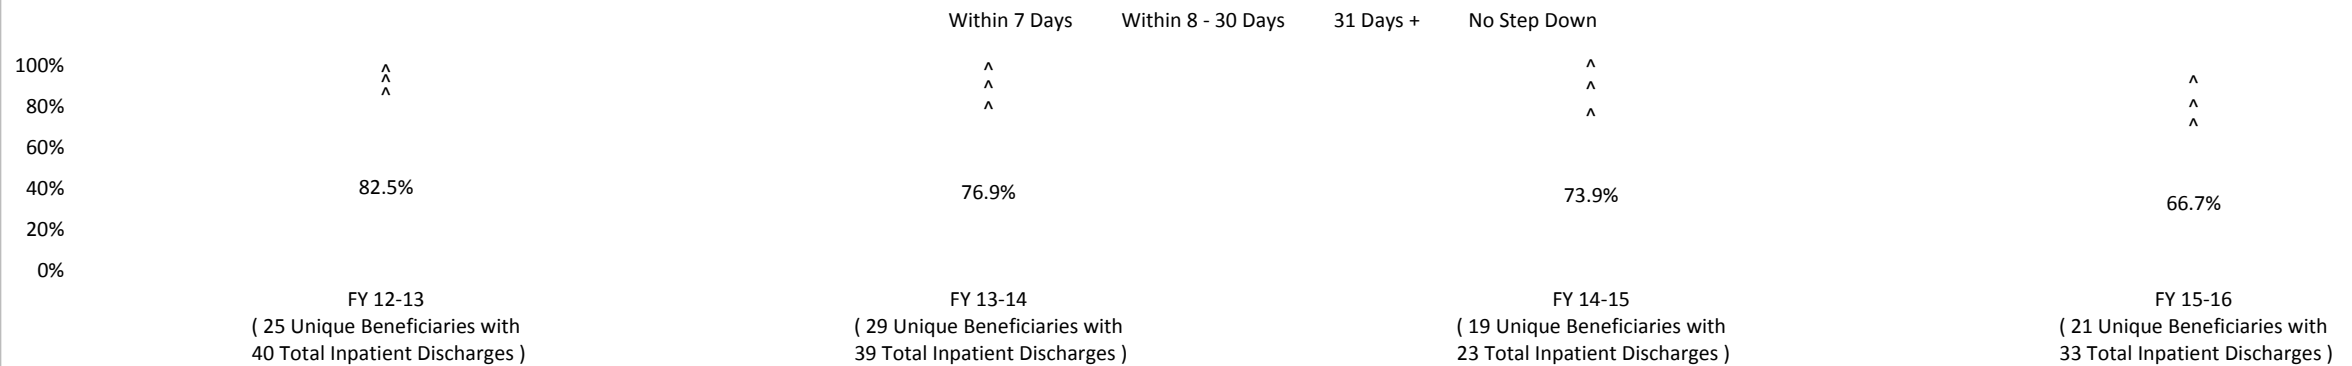 Within 7 Days Within 8 - 30 Days 31 Days + No Step Down
100%
80%
60%
40%
20%
0%
^
^
^
82.5%
^
^
^
76.9%
^
^
^
73.9%
^
^
^
66.7%
FY 12-13
( 25 Unique Beneficiaries with
40 Total Inpatient Discharges )
FY 13-14
( 29 Unique Beneficiaries with
39 Total Inpatient Discharges )
FY 14-15
( 19 Unique Beneficiaries with
23 Total Inpatient Discharges )
FY 15-16
( 21 Unique Beneficiaries with
33 Total Inpatient Discharges )